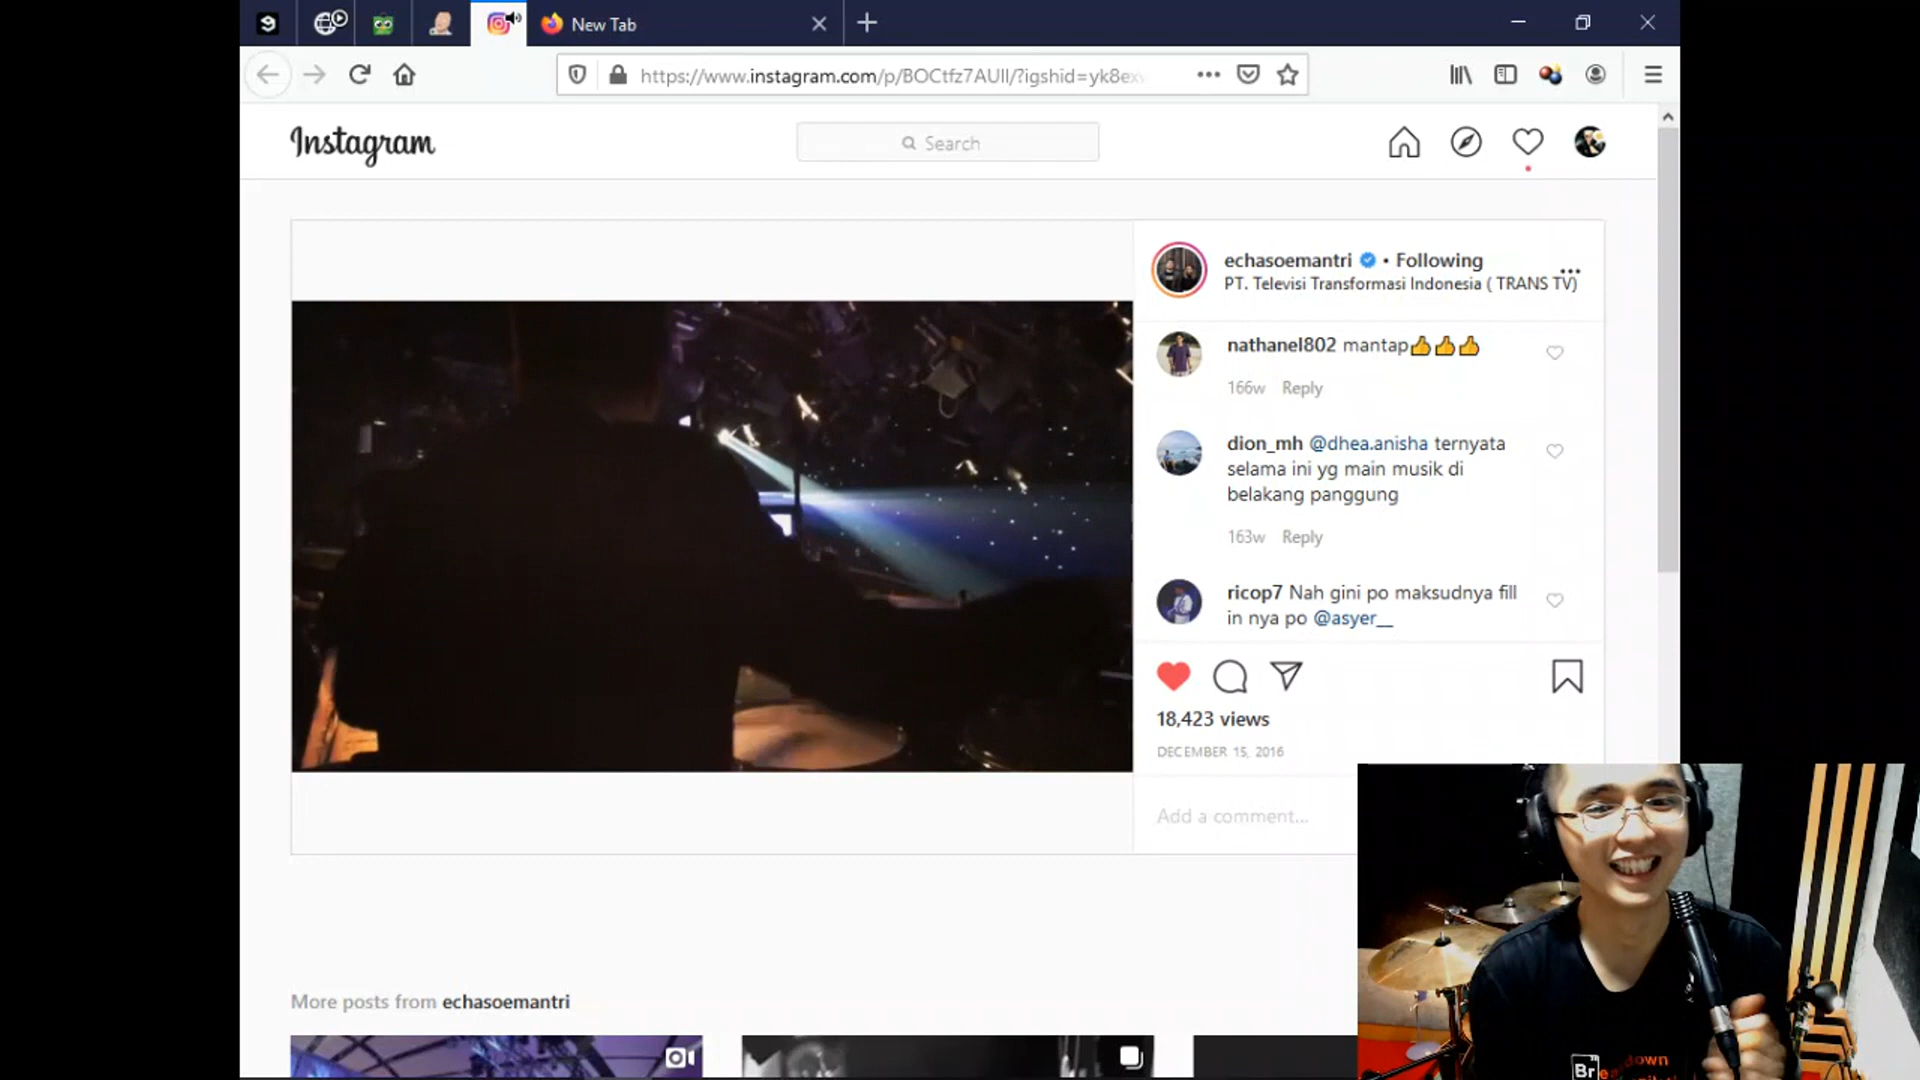 New Tab
https://www.instagram.com/p/BOCtfz7AUII/?igshid=yk8ex
Instagram
Search
echasoemantri • Following
PT. Televisi Transformasi Indonesia ( TRANS TV)
nathanel802 mantap👍👍👍
166w Reply
dion_mh @dhea.anisha ternyata
selama ini yg main musik di
belakang panggung
163w Reply
ricop7 Nah gini po maksudnya fill
in nya po @asyer__
18,423 views
DECEMBER 15, 2016
Add a comment...
More posts from echasoemantri
Br